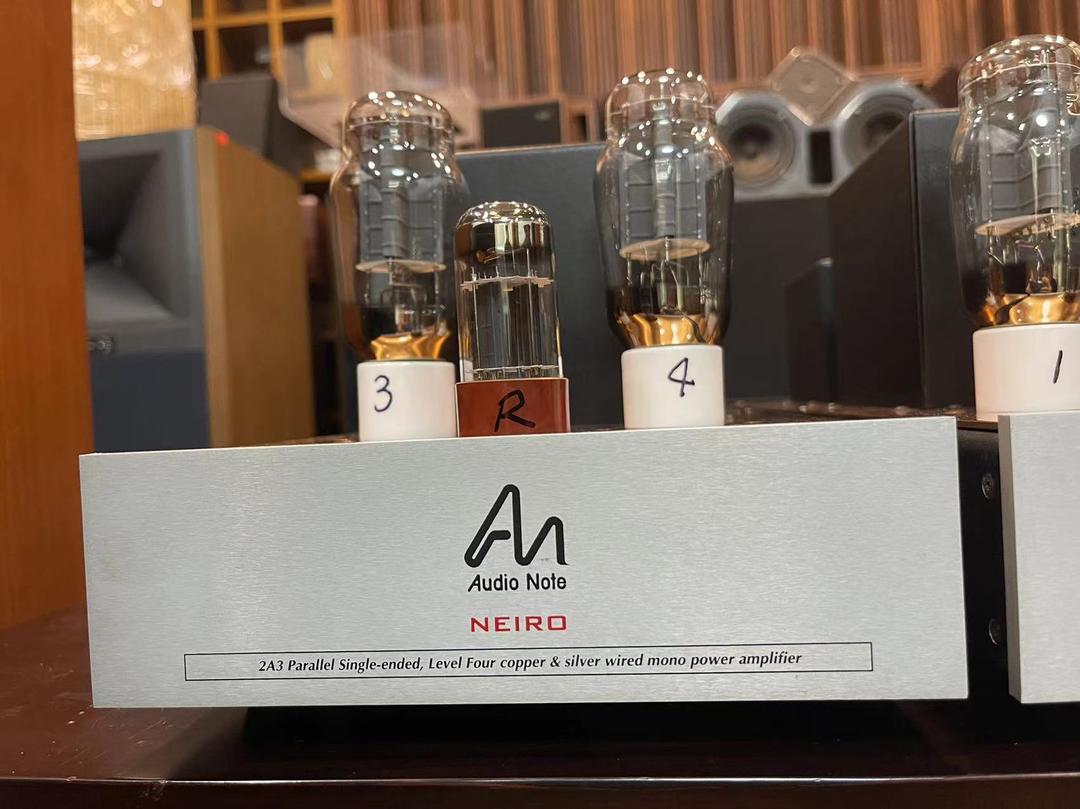 3
R
4
1
An
Audio Note
NEIRO
2A3 Parallel Single-ended, Level Four copper & silver wired mono power amplifier